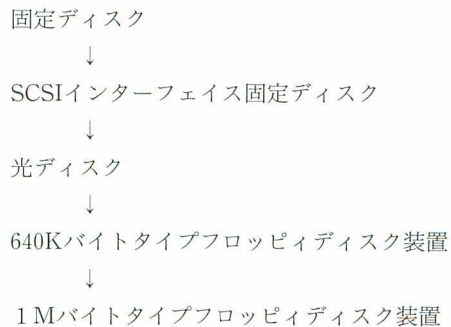 固定ディスク
↓
SCSIインターフェイス固定ディスク
↓
光ディスク
↓
640Kバイトタイプフロッピィディスク装置
↓
１Mバイトタイプフロッピィディスク装置